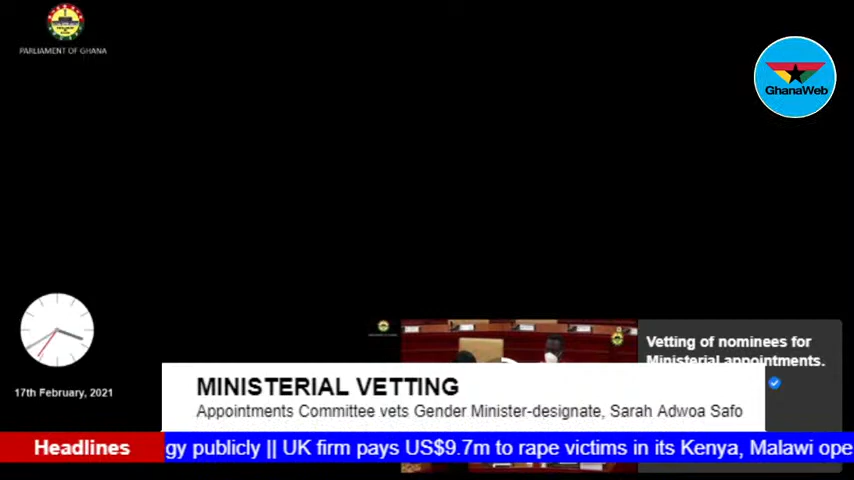 PARLIAMENT OF GHANA
GhanaWeb
Vetting of nominees for
Ministerial appointments.
17th February, 2021
MINISTERIAL VETTING
Appointments Committee vets Gender Minister-designate, Sarah Adwoa Safo
Headlines
gy publicly || UK firm pays US$9.7m to rape victims in its Kenya, Malawi ope